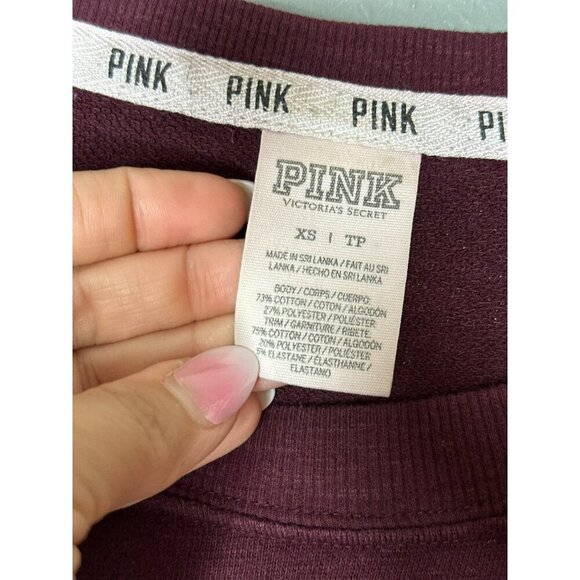 PINK PINK PINK PI
PINK
VICTORIA'S SECRET
XS | TP
MADE IN SRI LANKA / FAIT AU SRI
LANKA / HECHO EN SRI LANKA
BODY / CORPS / CUERPO:
73% COTTON / COTON / ALGODÓN
27% POLYESTER / POLIÉSTER
TRIM / GARNITURE / RIBETE:
75% COTTON / COTON / ALGODÓN
20% POLYESTER / POLIÉSTER
5% ELASTANE / ÉLASTHANNE /
ELASTANO